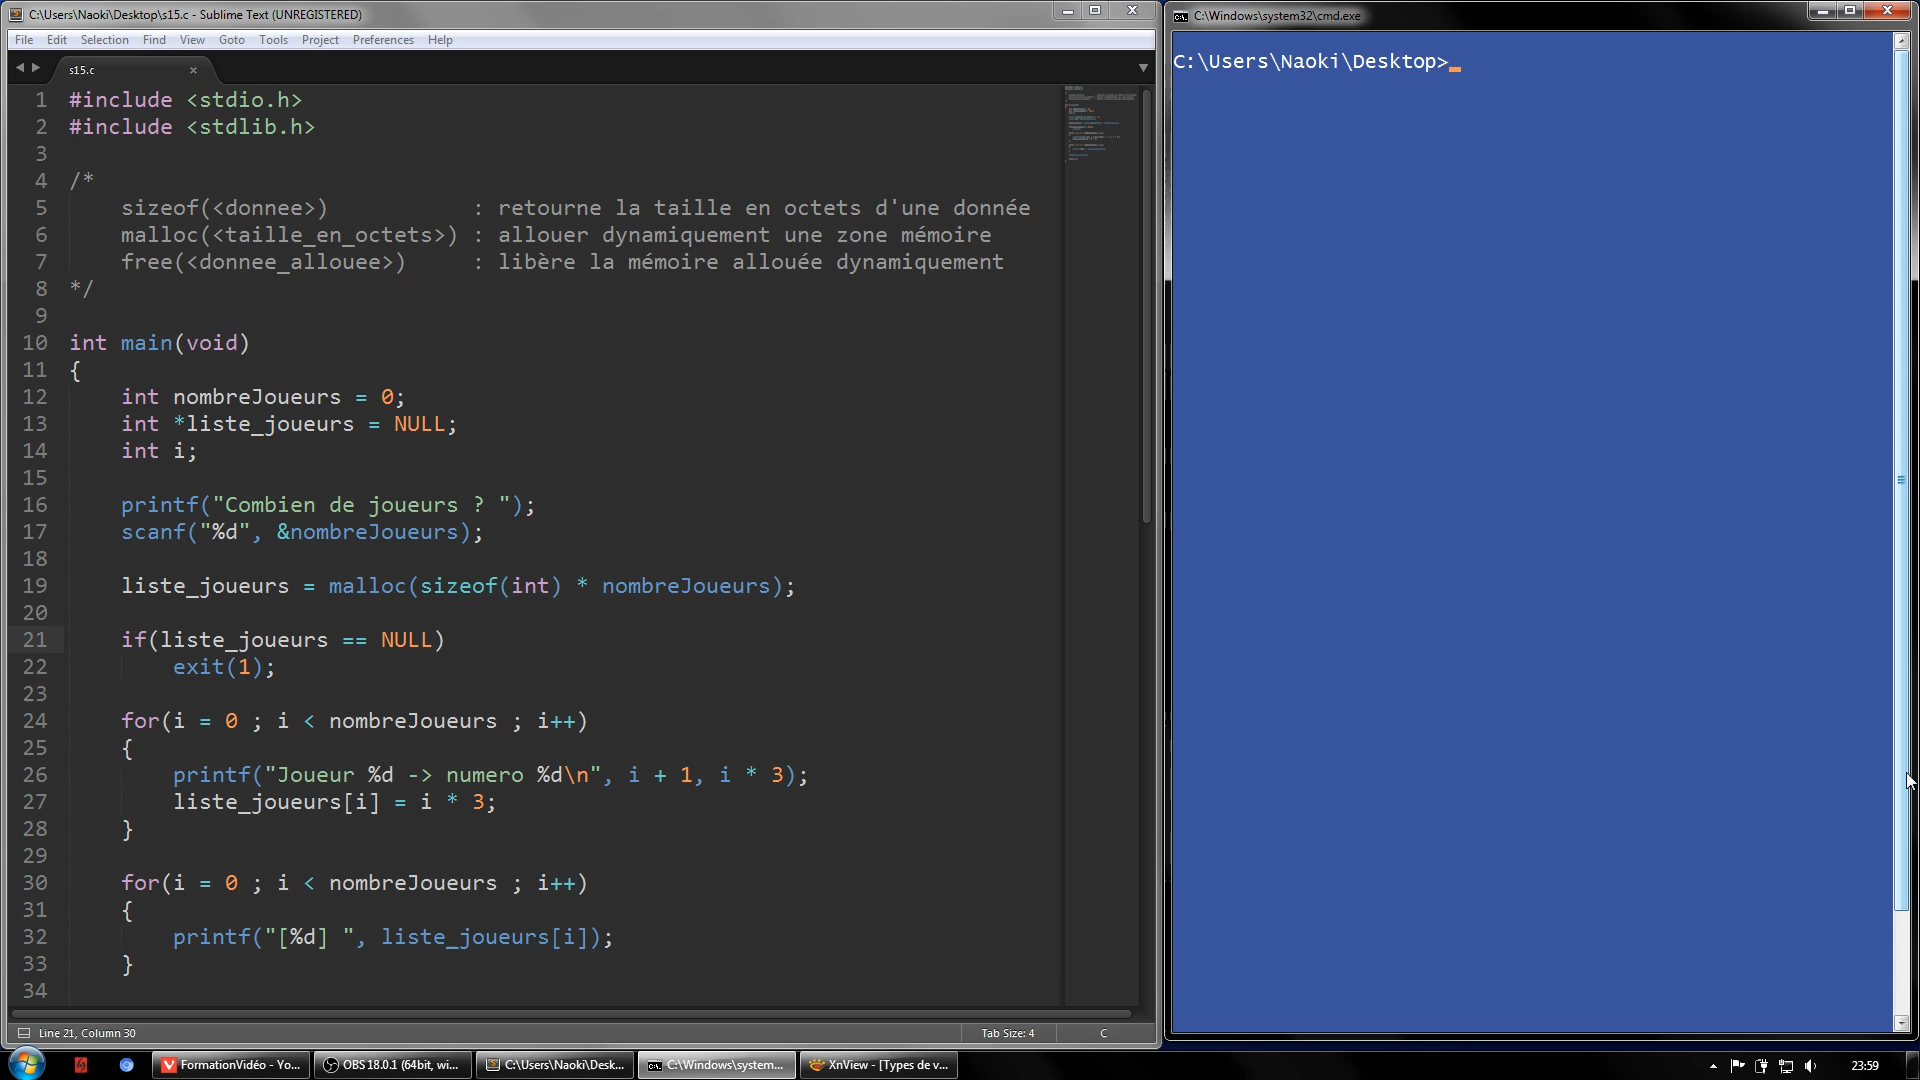 C:\Users\Naoki\Desktop\s15.c - Sublime Text (UNREGISTERED)
File Edit Selection Find View Goto Tools Project Preferences Help
s15.c
1 #include <stdio.h>
2 #include <stdlib.h>
3
4 /*
5 sizeof(<donnee>) : retourne la taille en octets d'une donnée
6 malloc(<taille_en_octets>) : allouer dynamiquement une zone mémoire
7 free(<donnee_allouee>) : libère la mémoire allouée dynamiquement
8 */
9
10 int main(void)
11 {
12 int nombreJoueurs = 0;
13 int *liste_joueurs = NULL;
14 int i;
15
16 printf("Combien de joueurs ? ");
17 scanf("%d", &nombreJoueurs);
18
19 liste_joueurs = malloc(sizeof(int) * nombreJoueurs);
20
21 if(liste_joueurs == NULL)
22 exit(1);
23
24 for(i = 0 ; i < nombreJoueurs ; i++)
25 {
26 printf("Joueur %d -> numero %d\n", i + 1, i * 3);
27 liste_joueurs[i] = i * 3;
28 }
29
30 for(i = 0 ; i < nombreJoueurs ; i++)
31 {
32 printf("[%d] ", liste_joueurs[i]);
33 }
34
Line 21, Column 30 Tab Size: 4 C
C:\Windows\system32\cmd.exe
C:\Users\Naoki\Desktop>
FormationVidéo - Yo... OBS 18.0.1 (64bit, wi... C:\Users\Naoki\Desk... C:\Windows\system... XnView - [Types de v... 23:59